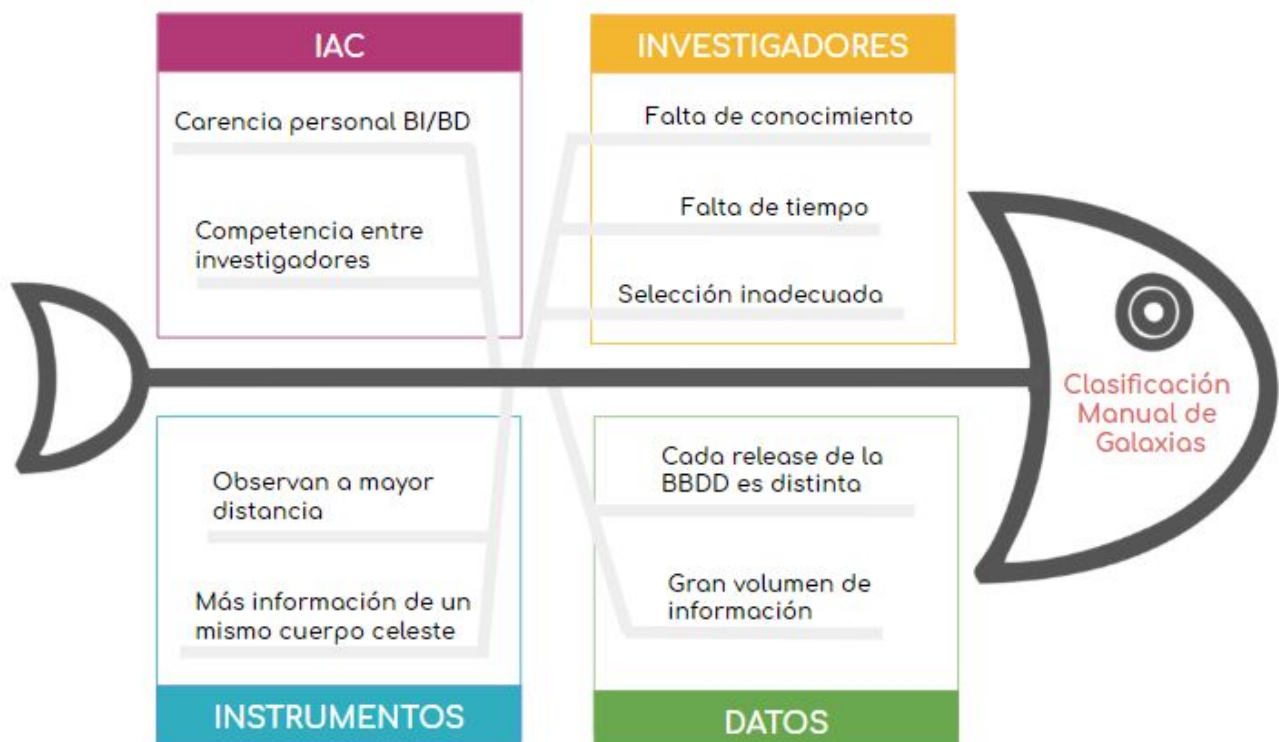 IAC
Carencia personal BI/BD
Competencia entre
investigadores
INVESTIGADORES
Falta de conocimiento
Falta de tiempo
Selección inadecuada
Clasificación
Manual de
Galaxias
Observan a mayor
distancia
Más información de un
mismo cuerpo celeste
INSTRUMENTOS
Cada release de la
BBDD es distinta
Gran volumen de
información
DATOS